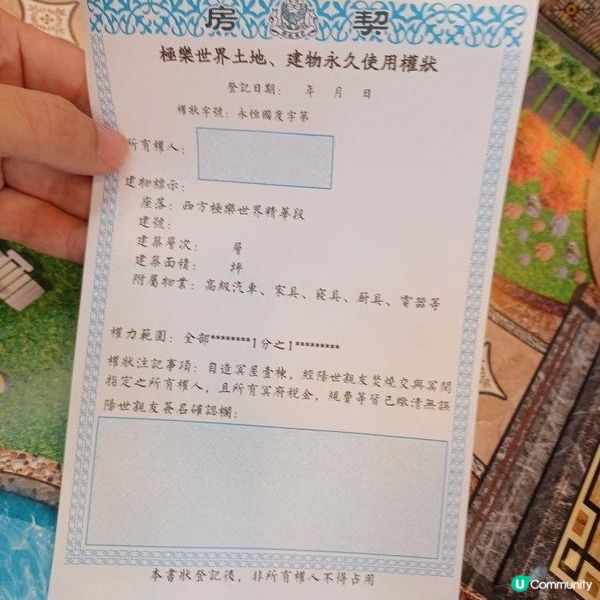 房契
極樂世界土地、建物永久使用權狀
登記日期： 年 月 日
權狀字號：永恒國度字第
所有權人：
建物標示：
座落：西方極樂世界精華段
建號：
建築層次： 層
建築面積： 坪
附屬物業：高級汽車、家具、寢具、廚具、電器等
權力範圍：全部********1分之1*********
權狀注記事項：自造冥屋壹棟，經陽世親友焚燒交與冥間
指定之所有權人，且所有冥府稅金，規費等皆已繳清無誤
陽世親友簽名確認欄：
本書狀登記後，非所有權人不得占用
U Community